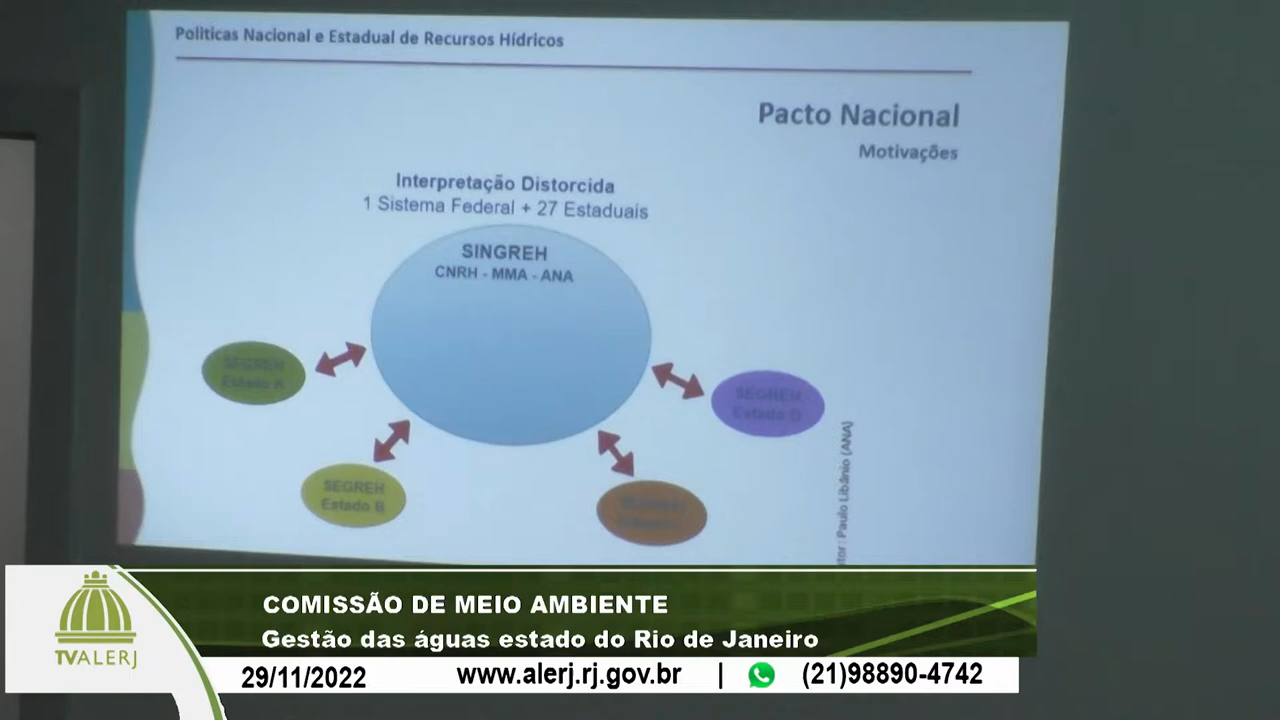 Politicas Nacional e Estadual de Recursos Hídricos
Pacto Nacional
Motivações
Interpretação Distorcida
1 Sistema Federal + 27 Estaduais
SINGREH
CNRH - MMA - ANA
SEGREH
Estado A
SEGREH
Estado D
SEGREH
Estado B
tor: Paulo Libânio (ANA)
COMISSÃO DE MEIO AMBIENTE
Gestão das águas estado do Rio de Janeiro
TVALERJ
29/11/2022
www.alerj.rj.gov.br | (21)98890-4742